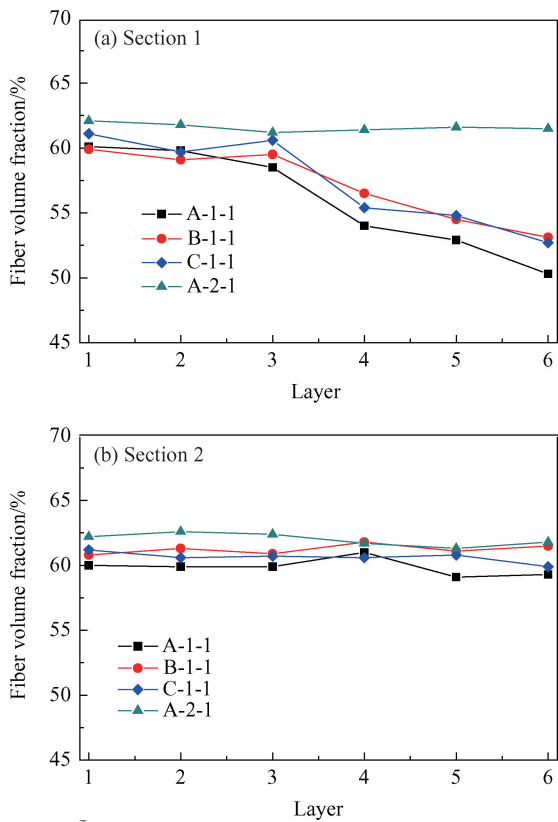 70
(a) Section 1
65
60
55
50
45
Fiber volume fraction/%
A-1-1
B-1-1
C-1-1
A-2-1
1 2 3 4 5 6
Layer
70
(b) Section 2
65
60
55
50
45
Fiber volume fraction/%
A-1-1
B-1-1
C-1-1
A-2-1
1 2 3 4 5 6
Layer